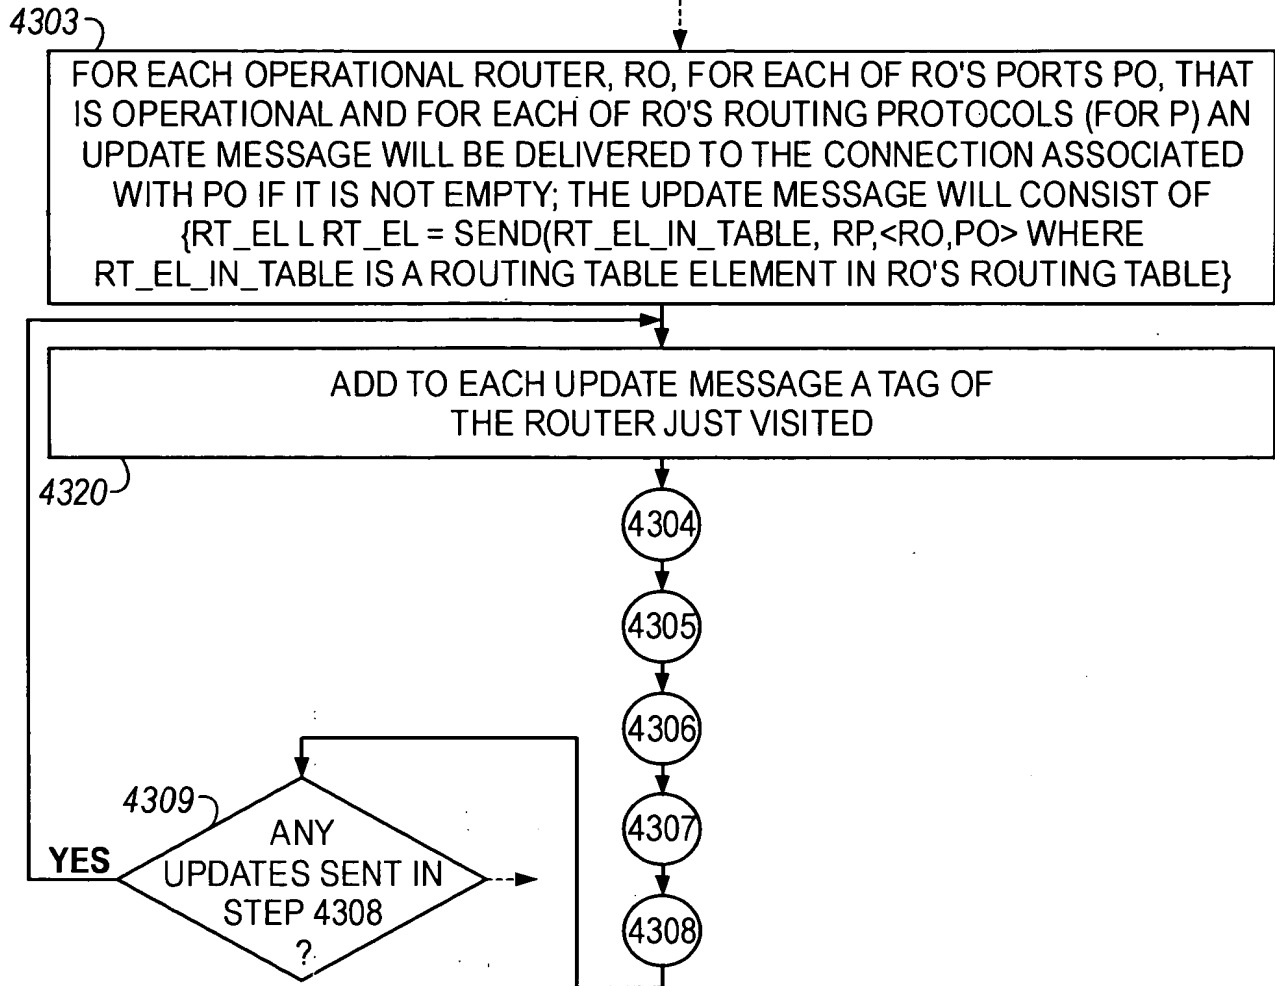 4303
FOR EACH OPERATIONAL ROUTER, RO, FOR EACH OF RO'S PORTS PO, THAT
IS OPERATIONAL AND FOR EACH OF RO'S ROUTING PROTOCOLS (FOR P) AN
UPDATE MESSAGE WILL BE DELIVERED TO THE CONNECTION ASSOCIATED
WITH PO IF IT IS NOT EMPTY; THE UPDATE MESSAGE WILL CONSIST OF
{RT_EL L RT_EL = SEND(RT_EL_IN_TABLE, RP,<RO,PO> WHERE
RT_EL_IN_TABLE IS A ROUTING TABLE ELEMENT IN RO'S ROUTING TABLE}
ADD TO EACH UPDATE MESSAGE A TAG OF
THE ROUTER JUST VISITED
4320
4304
4305
4306
4307
4308
4309
YES
ANY
UPDATES SENT IN
STEP 4308
?